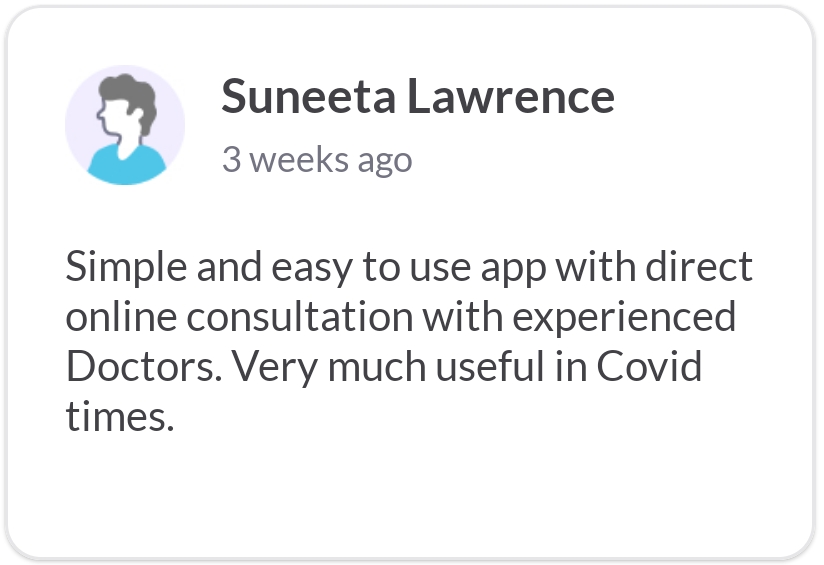 Suneeta Lawrence
3 weeks ago
Simple and easy to use app with direct
online consultation with experienced
Doctors. Very much useful in Covid
times.